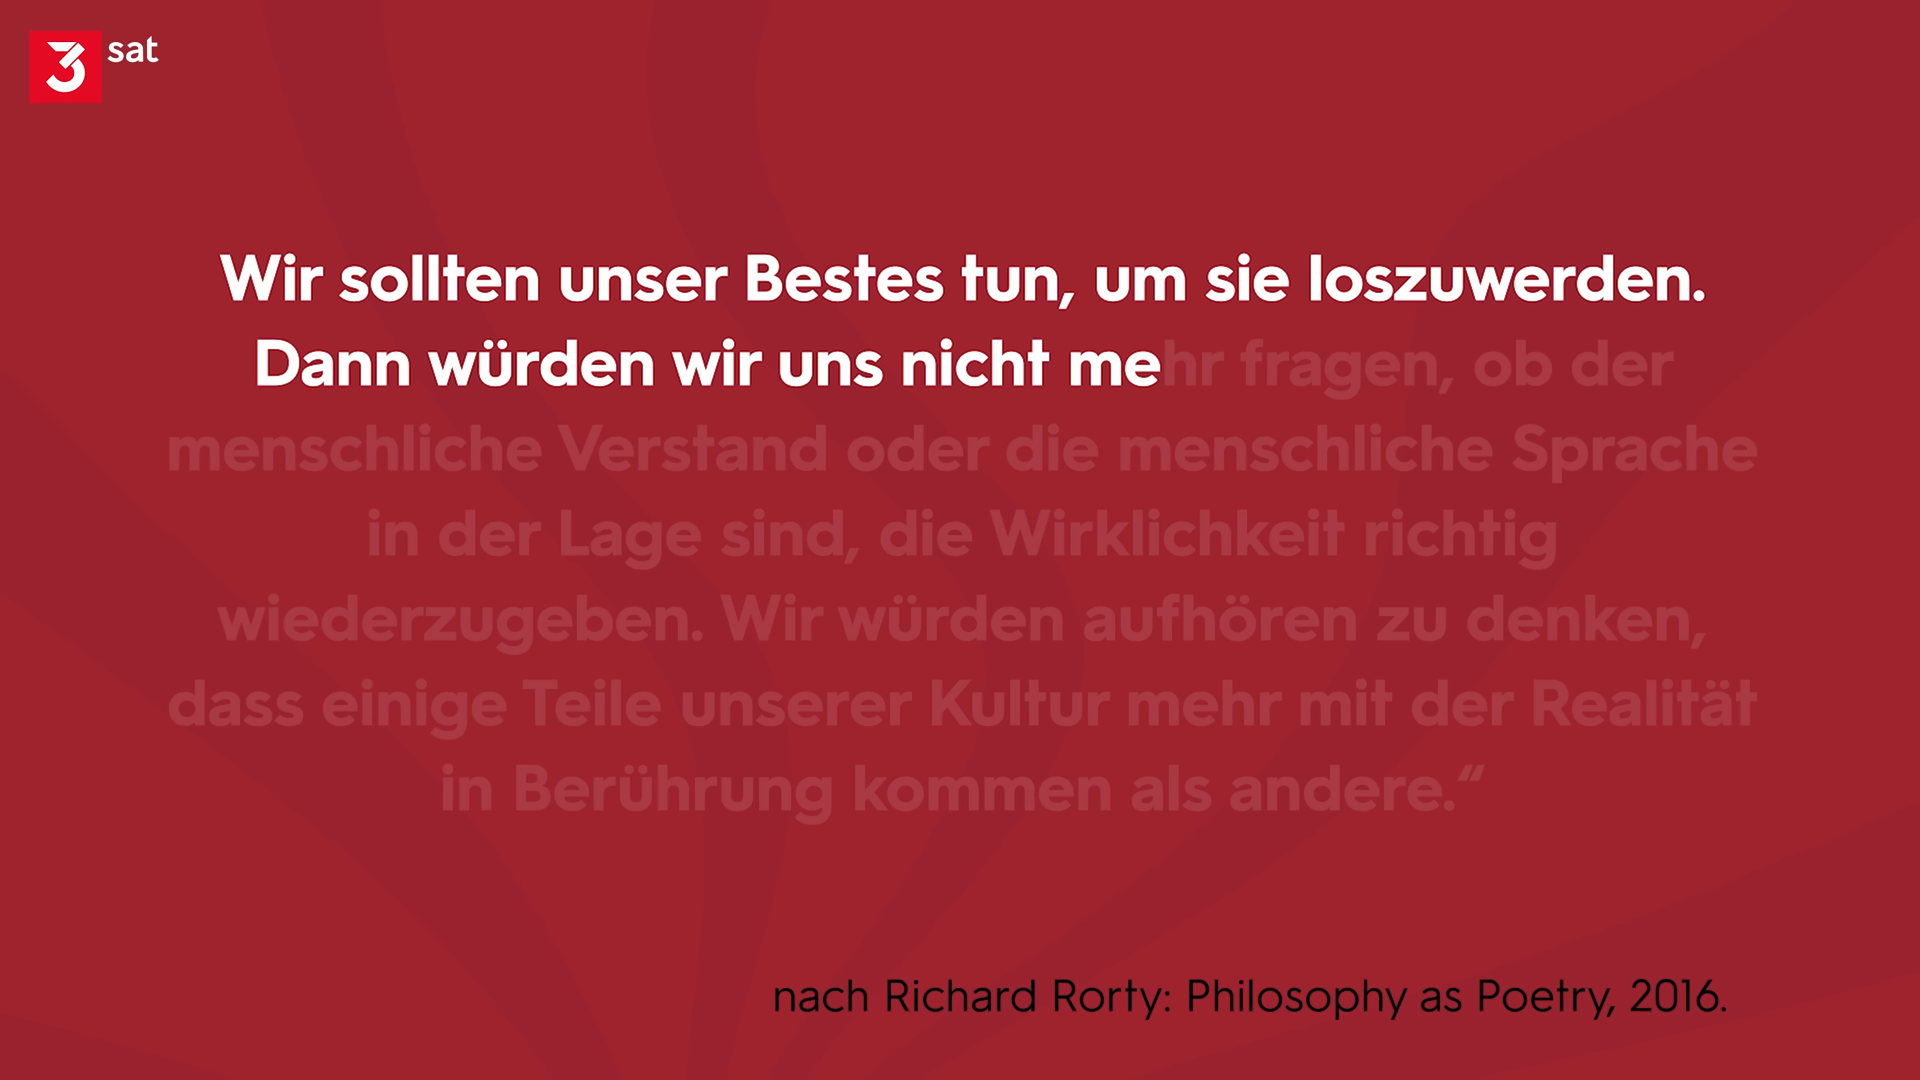 3sat
Wir sollten unser Bestes tun, um sie loszuwerden.
Dann würden wir uns nicht mehr fragen, ob der
menschliche Verstand oder die menschliche Sprache
in der Lage sind, die Wirklichkeit richtig
wiederzugeben. Wir würden aufhören zu denken,
dass einige Teile unserer Kultur mehr mit der Realität
in Berührung kommen als andere.“
nach Richard Rorty: Philosophy as Poetry, 2016.